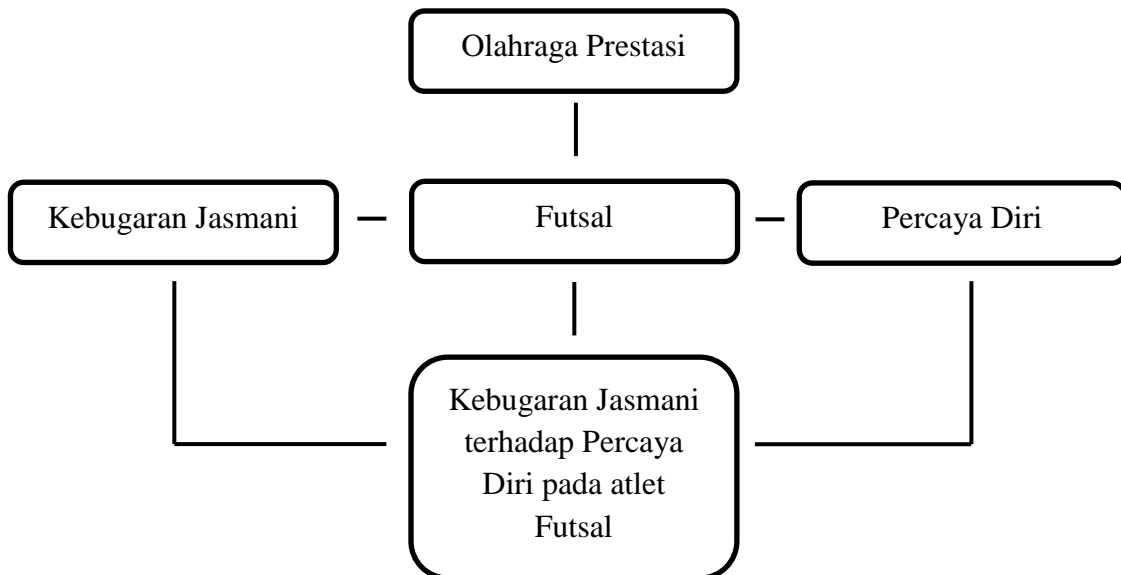 Olahraga Prestasi
Kebugaran Jasmani
Futsal
Percaya Diri
Kebugaran Jasmani
terhadap Percaya
Diri pada atlet
Futsal